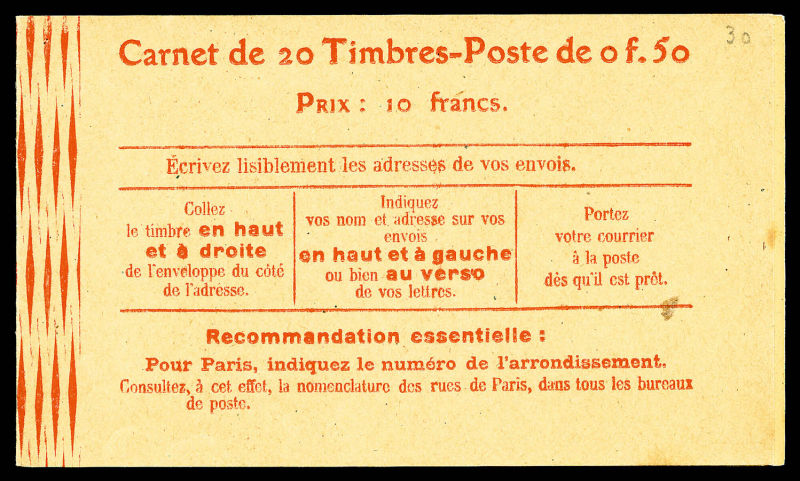 Carnet de 20 Timbres-Poste de 0 f. 50
30
PRIX : 10 francs.
Écrivez lisiblement les adresses de vos envois.
Collez
le timbre en haut
et à droite
de l'enveloppe du côté
de l'adresse.
Indiquez
vos nom et adresse sur vos
envois
en haut et à gauche
ou bien au verso
de vos lettres.
Portez
votre courrier
à la poste
dès qu'il est prêt.
Recommandation essentielle :
Pour Paris, indiquez le numéro de l'arrondissement.
Consultez, à cet effet, la nomenclature des rues de Paris, dans tous les bureaux
de poste.